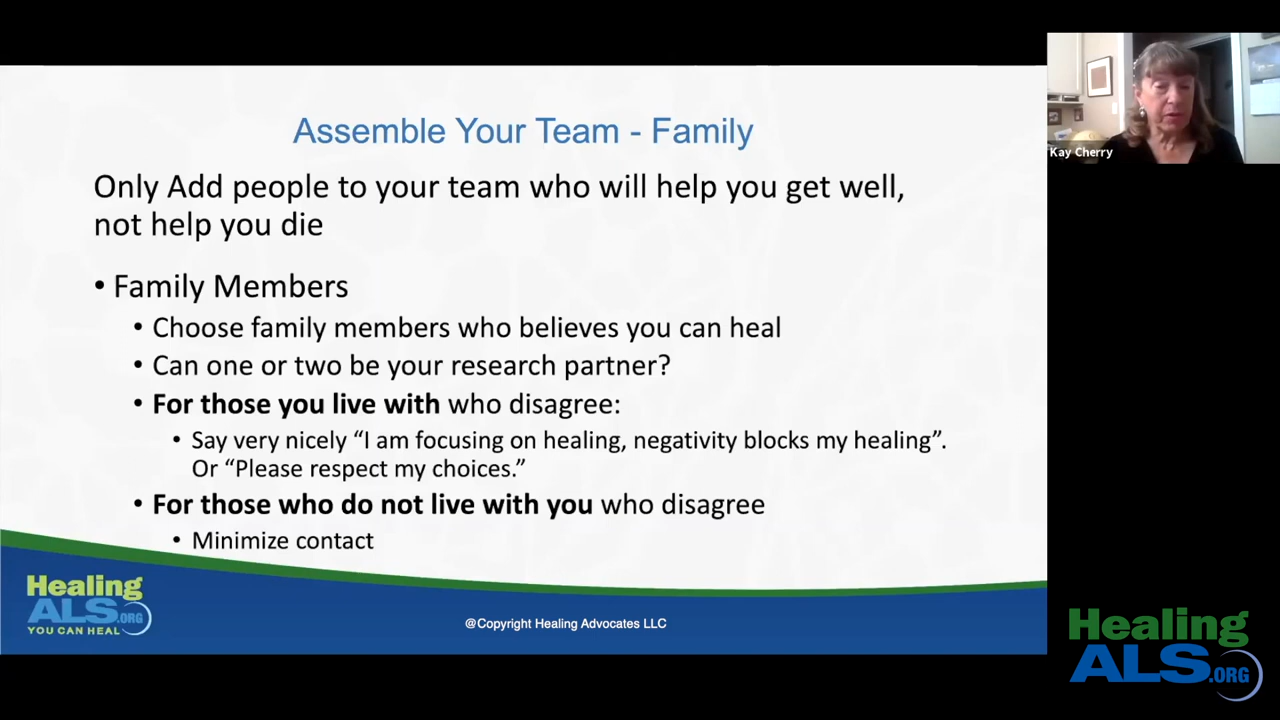 Assemble Your Team - Family
Only Add people to your team who will help you get well,
not help you die
• Family Members
• Choose family members who believes you can heal
• Can one or two be your research partner?
• For those you live with who disagree:
• Say very nicely “I am focusing on healing, negativity blocks my healing”.
Or “Please respect my choices.”
• For those who do not live with you who disagree
• Minimize contact
Healing
ALS.ORG
YOU CAN HEAL
@Copyright Healing Advocates LLC
Kay Cherry
Healing
ALS.ORG